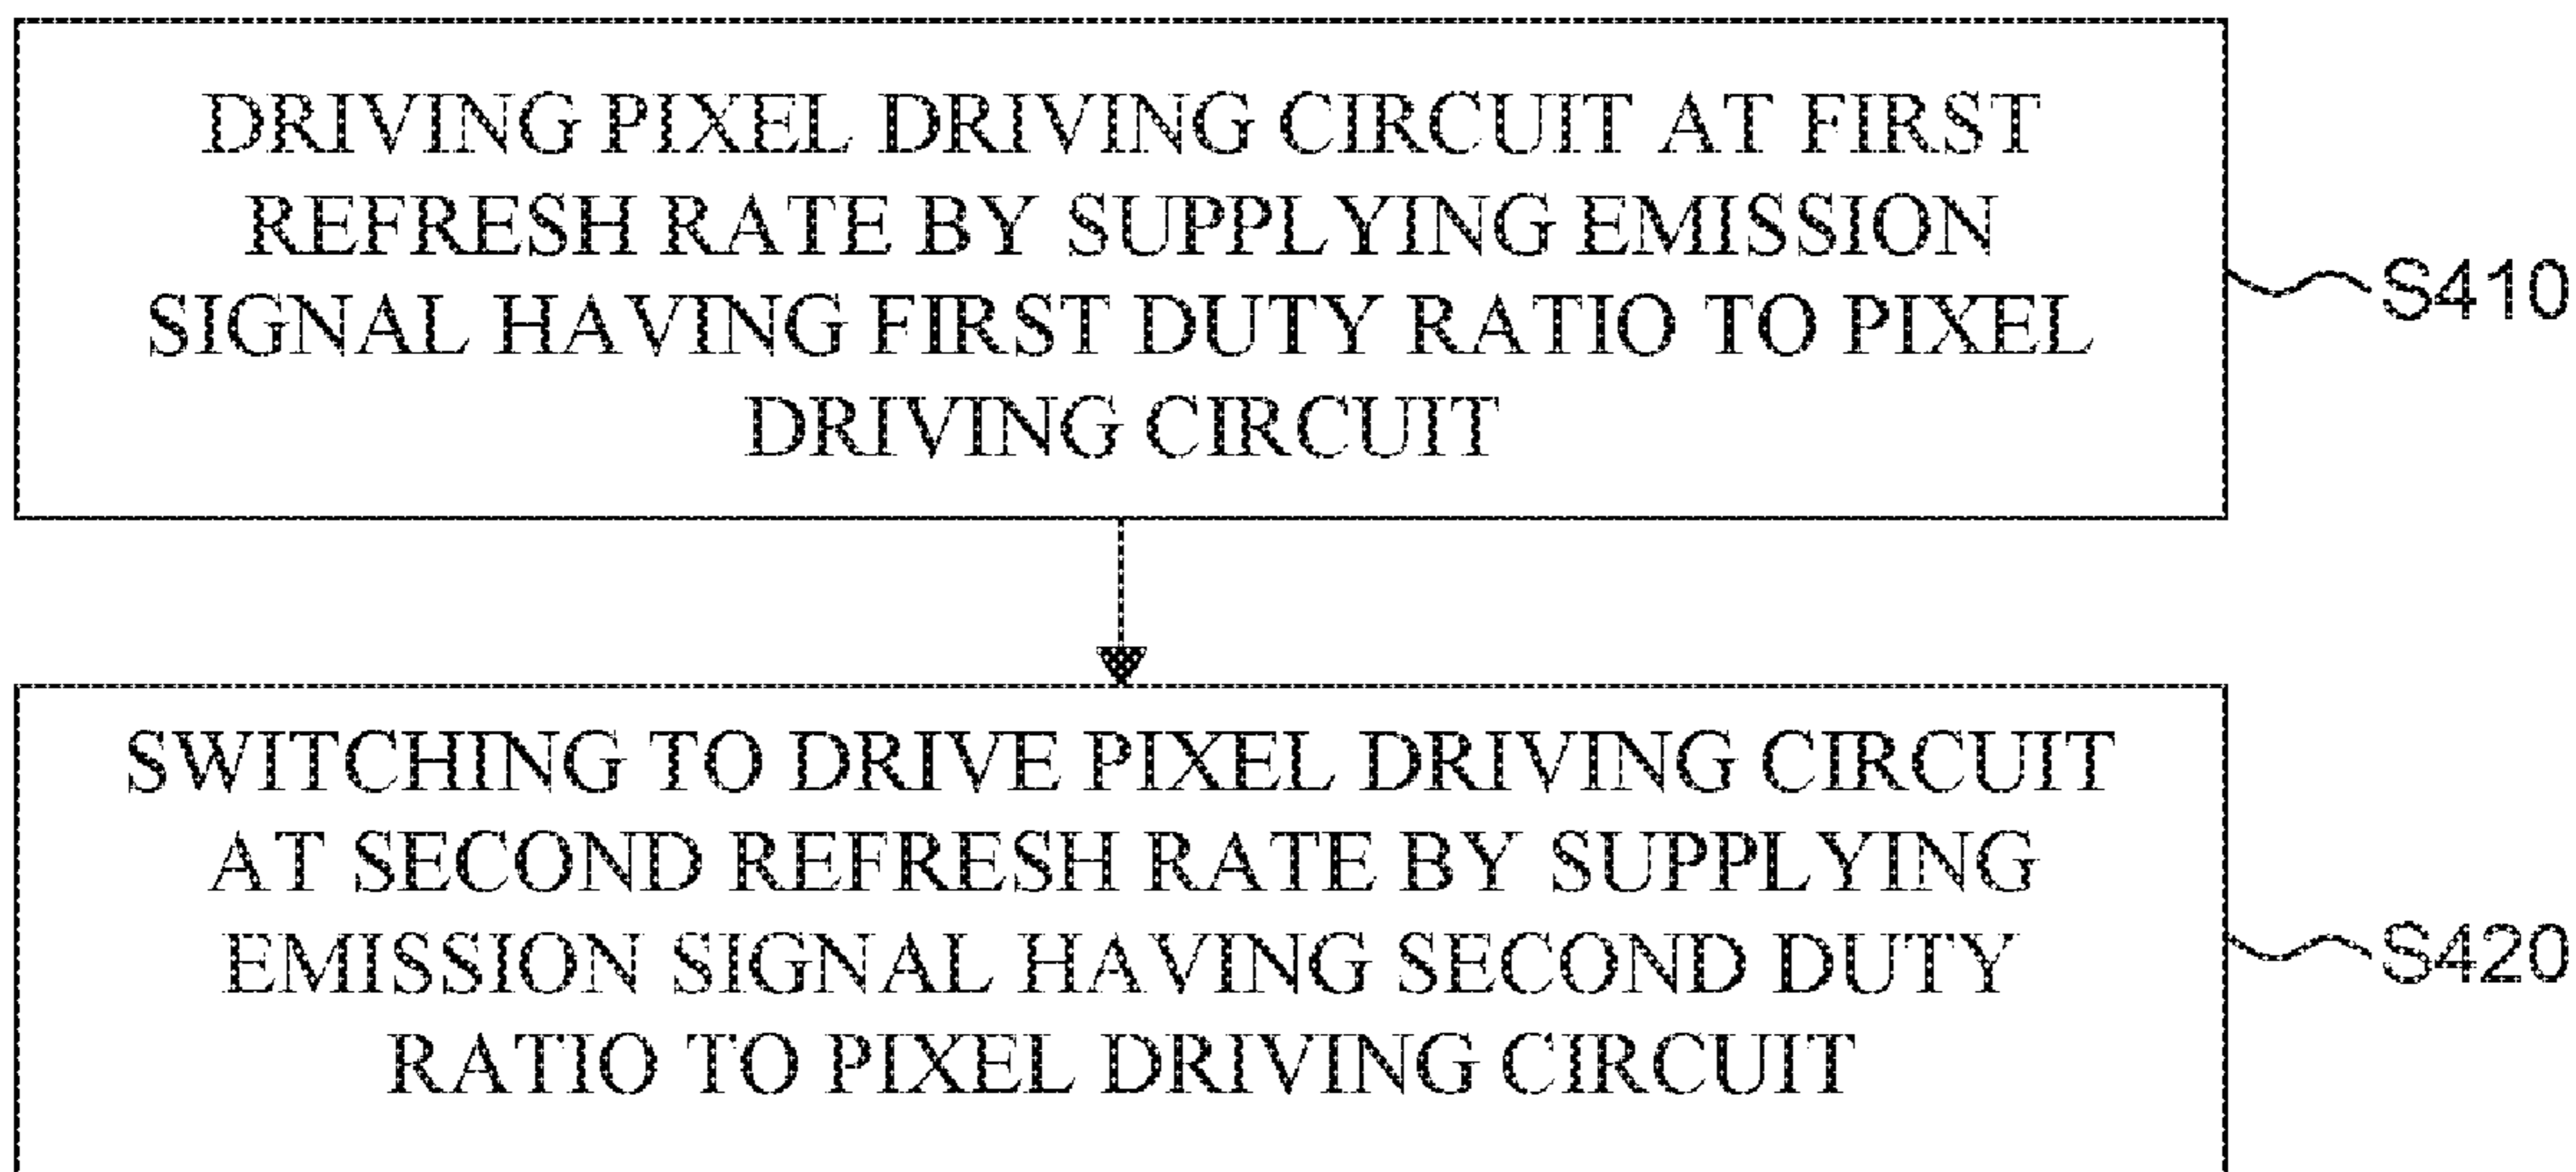 DRIVING PIXEL DRIVING CIRCUIT AT FIRST
REFRESH RATE BY SUPPLYING EMISSION
SIGNAL HAVING FIRST DUTY RATIO TO PIXEL
DRIVING CIRCUIT
S410
SWITCHING TO DRIVE PIXEL DRIVING CIRCUIT
AT SECOND REFRESH RATE BY SUPPLYING
EMISSION SIGNAL HAVING SECOND DUTY
RATIO TO PIXEL DRIVING CIRCUIT
S420